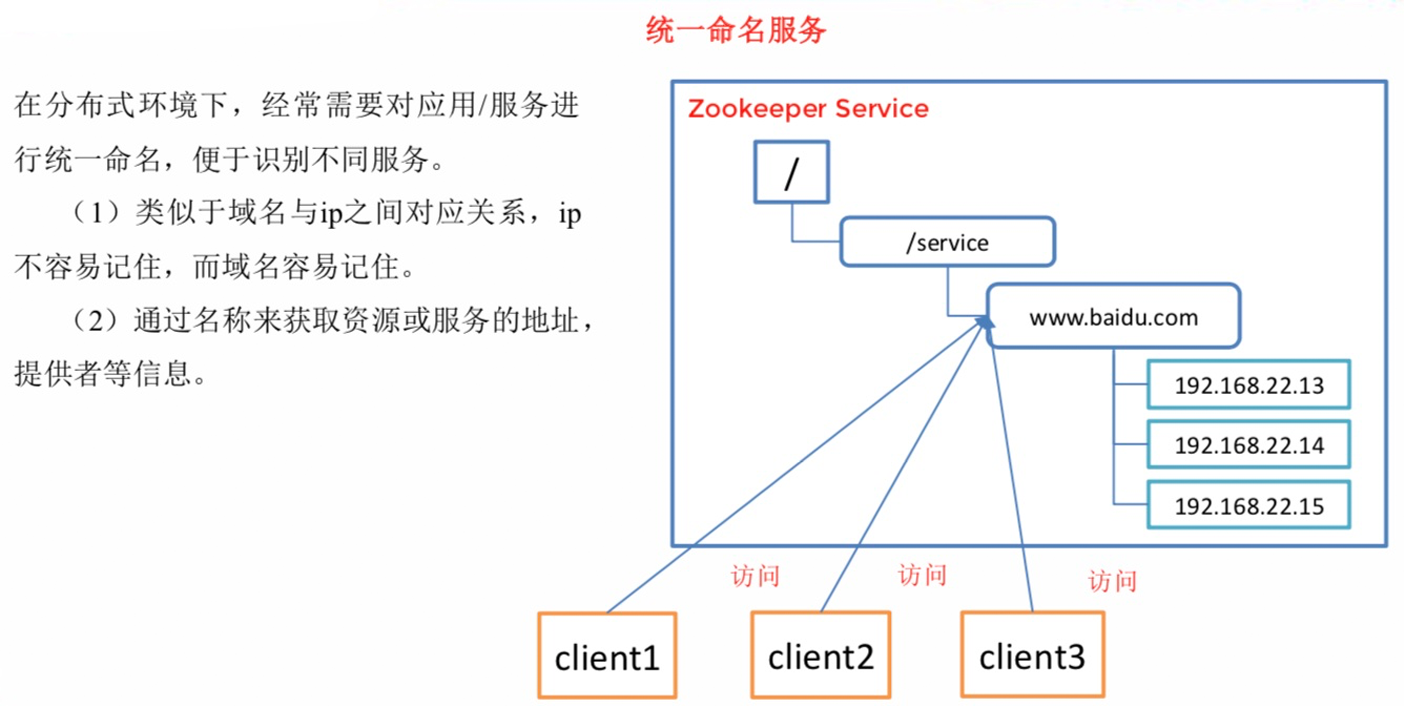 统一命名服务
在分布式环境下，经常需要对应用/服务进
行统一命名，便于识别不同服务。
（1）类似于域名与ip之间对应关系，ip
不容易记住，而域名容易记住。
（2）通过名称来获取资源或服务的地址，
提供者等信息。
Zookeeper Service
/
/service
www.baidu.com
192.168.22.13
192.168.22.14
192.168.22.15
访问
访问
访问
client1
client2
client3